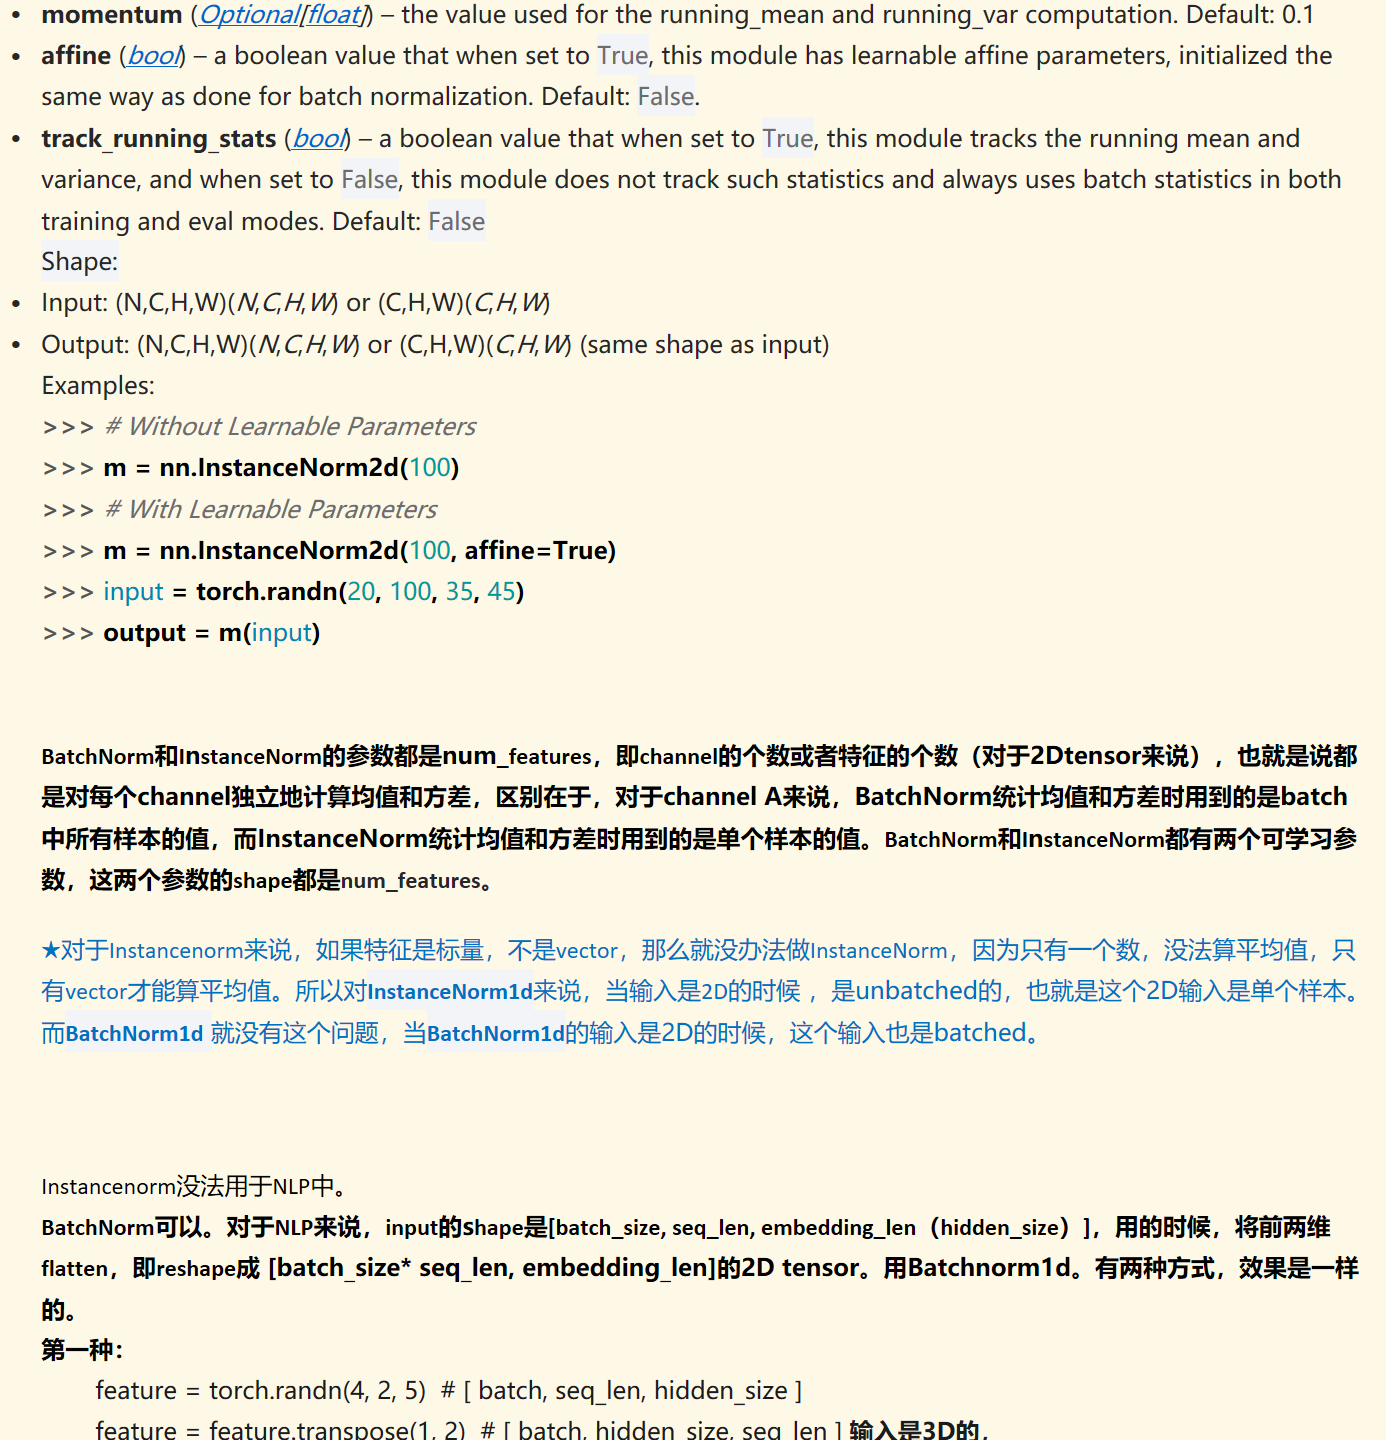 • momentum (Optional[float]) – the value used for the running_mean and running_var computation. Default: 0.1
• affine (bool) – a boolean value that when set to True, this module has learnable affine parameters, initialized the
same way as done for batch normalization. Default: False.
• track_running_stats (bool) – a boolean value that when set to True, this module tracks the running mean and
variance, and when set to False, this module does not track such statistics and always uses batch statistics in both
training and eval modes. Default: False
Shape:
• Input: (N,C,H,W)(N,C,H,W) or (C,H,W)(C,H,W)
• Output: (N,C,H,W)(N,C,H,W) or (C,H,W)(C,H,W) (same shape as input)
Examples:
>>> # Without Learnable Parameters
>>> m = nn.InstanceNorm2d(100)
>>> # With Learnable Parameters
>>> m = nn.InstanceNorm2d(100, affine=True)
>>> input = torch.randn(20, 100, 35, 45)
>>> output = m(input)
BatchNorm和InstanceNorm的参数都是num_features，即channel的个数或者特征的个数（对于2Dtensor来说），也就是说都
是对每个channel独立地计算均值和方差，区别在于，对于channel A来说，BatchNorm统计均值和方差时用到的是batch
中所有样本的值，而InstanceNorm统计均值和方差时用到的是单个样本的值。BatchNorm和InstanceNorm都有两个可学习参
数，这两个参数的shape都是num_features。
★对于Instancenorm来说，如果特征是标量，不是vector，那么就没办法做InstanceNorm，因为只有一个数，没法算平均值，只
有vector才能算平均值。所以对InstanceNorm1d来说，当输入是2D的时候 ，是unbatched的，也就是这个2D输入是单个样本。
而BatchNorm1d 就没有这个问题，当BatchNorm1d的输入是2D的时候，这个输入也是batched。
Instancenorm没法用于NLP中。
BatchNorm可以。对于NLP来说，input的shape是[batch_size, seq_len, embedding_len（hidden_size）]，用的时候，将前两维
flatten，即reshape成 [batch_size* seq_len, embedding_len]的2D tensor。用Batchnorm1d。有两种方式，效果是一样
的。
第一种：
feature = torch.randn(4, 2, 5)  # [ batch, seq_len, hidden_size ]
feature = feature.transpose(1, 2)  # [ batch, hidden_size, seq_len ] 输入是3D的，